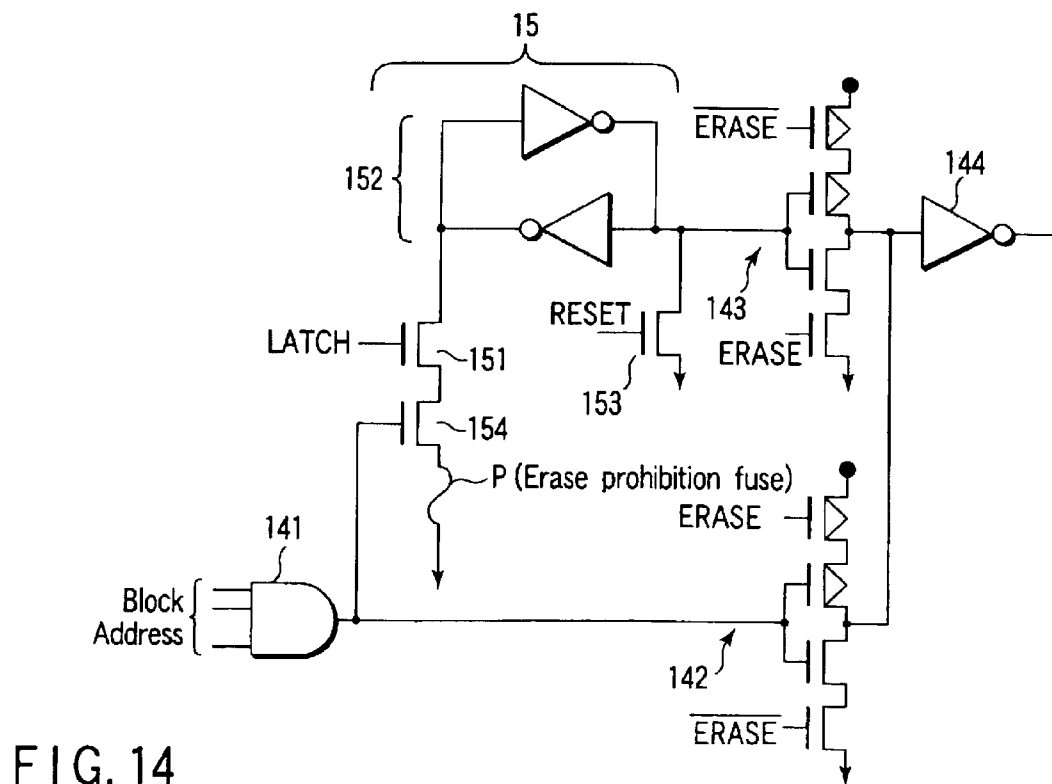 15
ERASE
152
144
LATCH
151
RESET
153
143
ERASE
154
P (Erase prohibition fuse)
ERASE
141
Block
Address
142
ERASE
FIG. 14